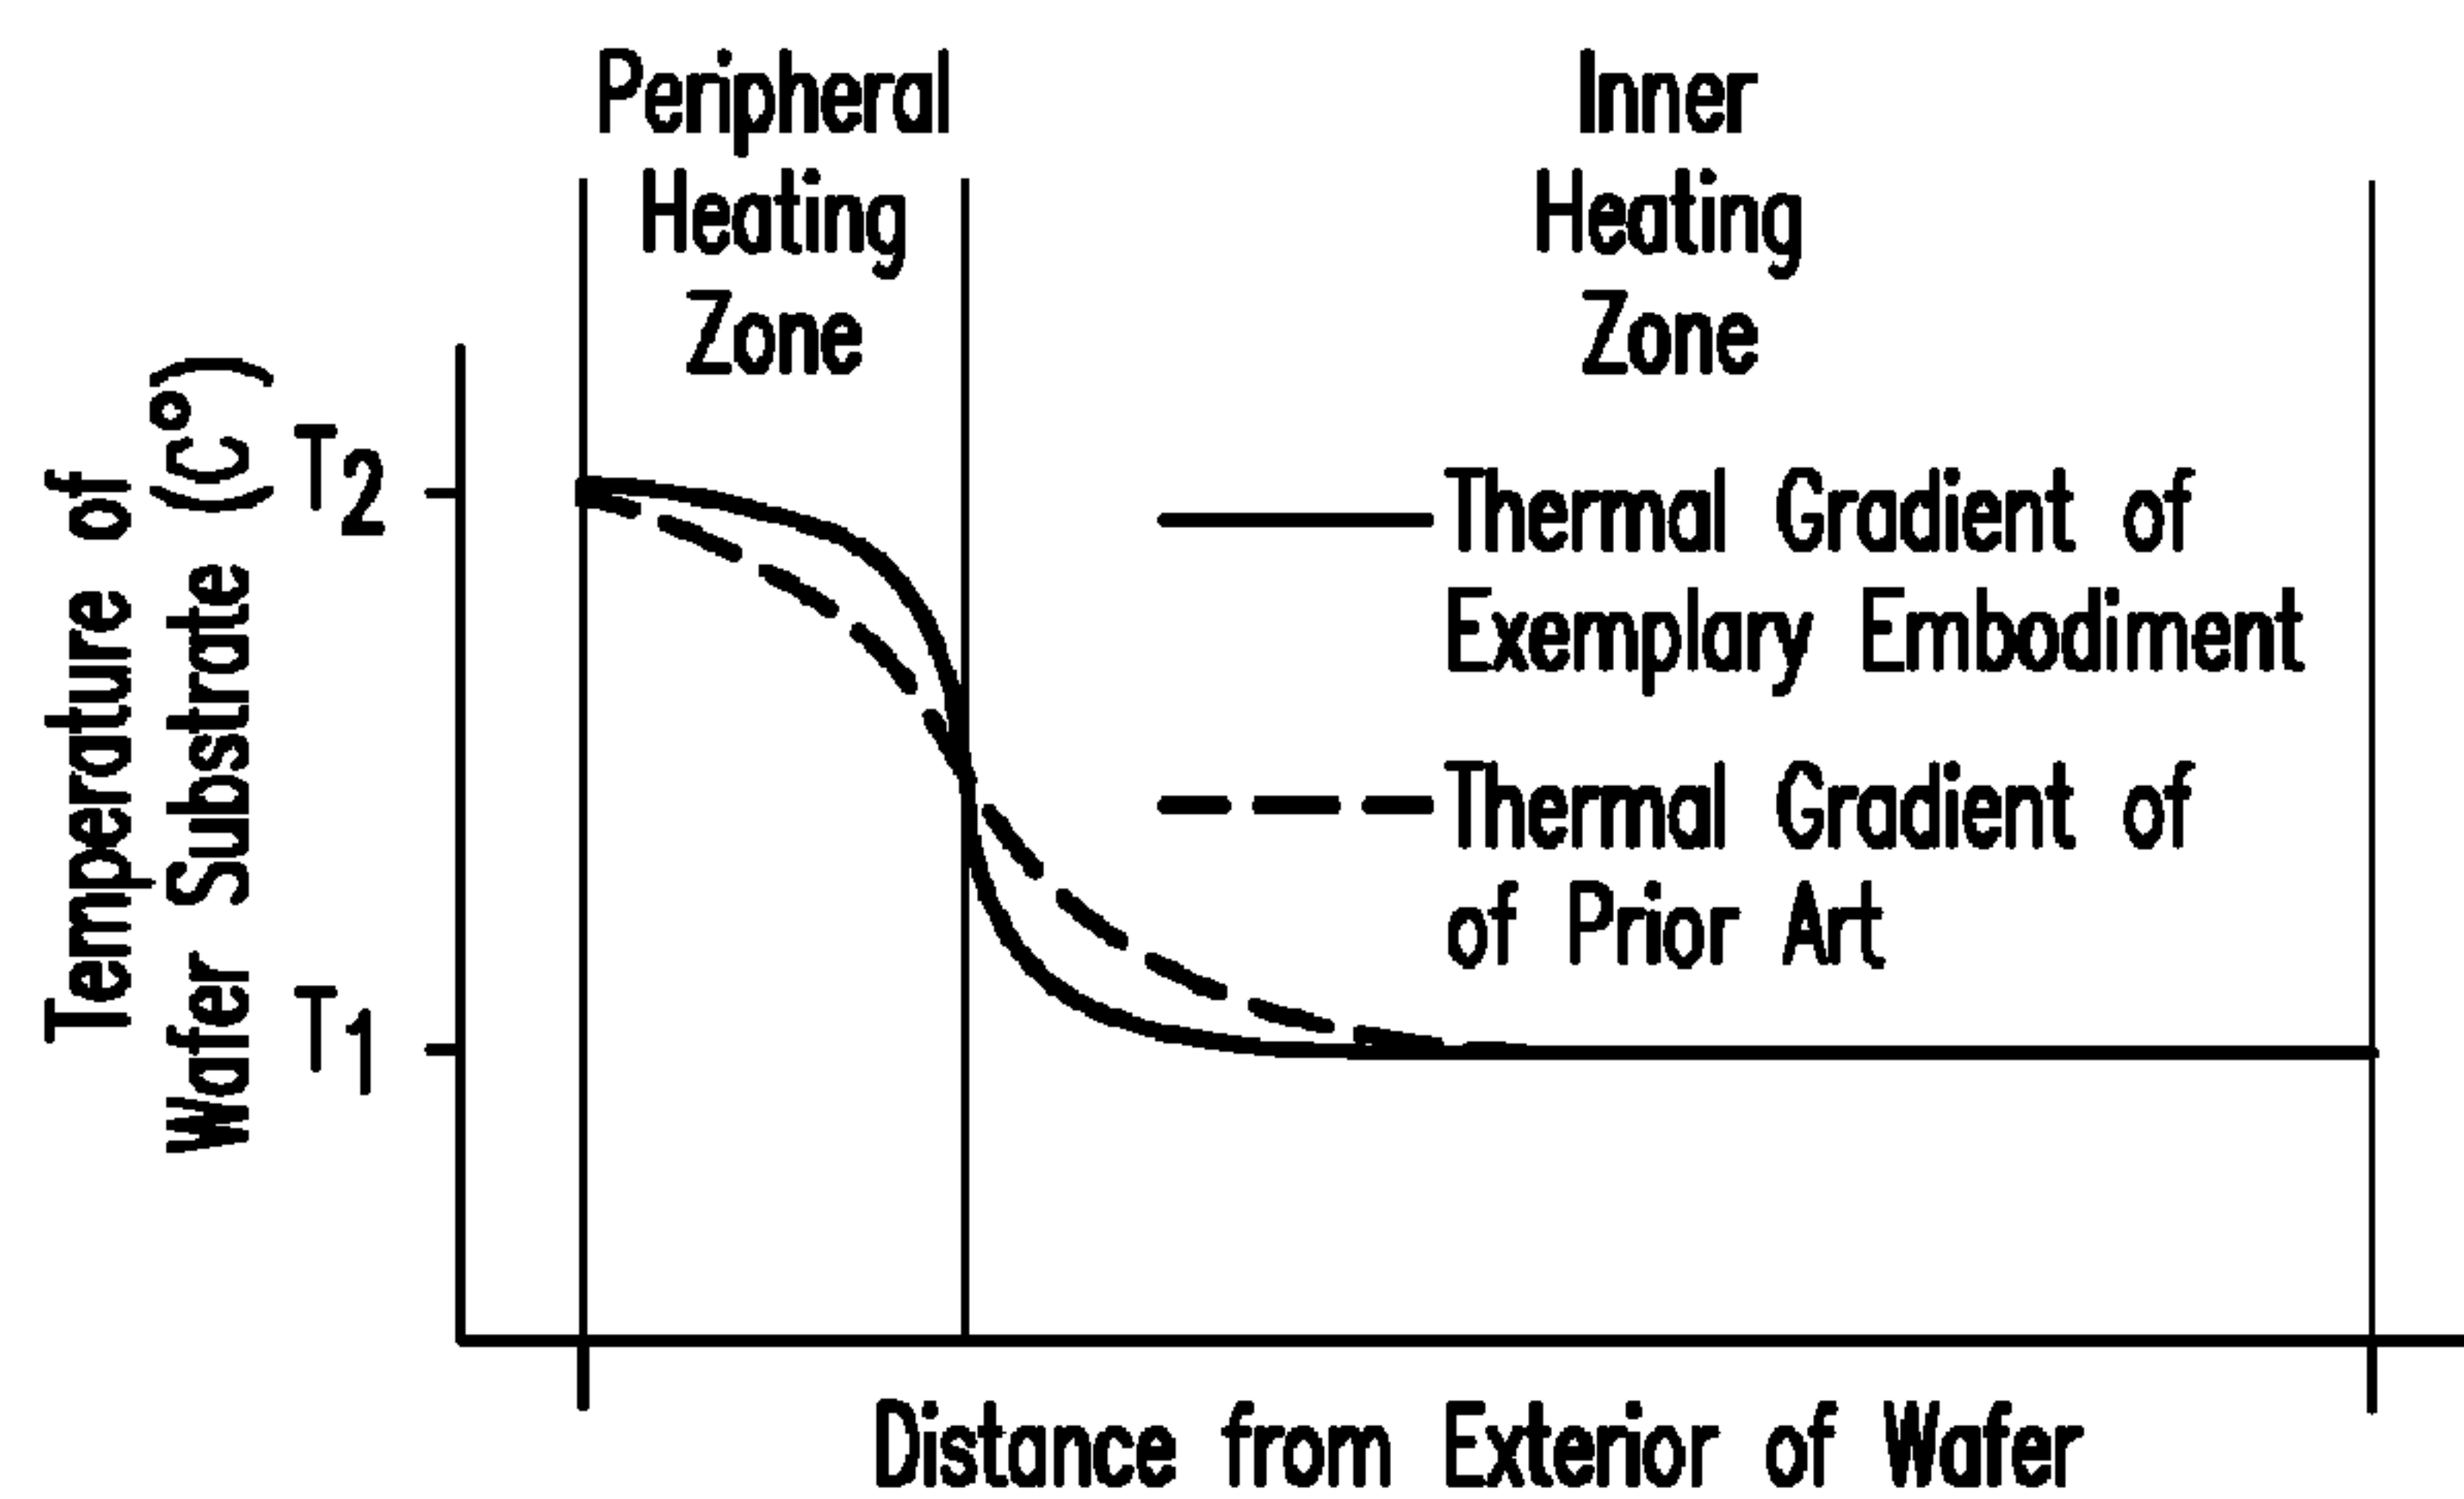 Peripheral
Heating
Zone
Inner
Heating
Zone
Temperature of
Wafer Substrate (C°)
T2
T1
Thermal Gradient of
Exemplary Embodiment
Thermal Gradient of
of Prior Art
Distance from Exterior of Wafer